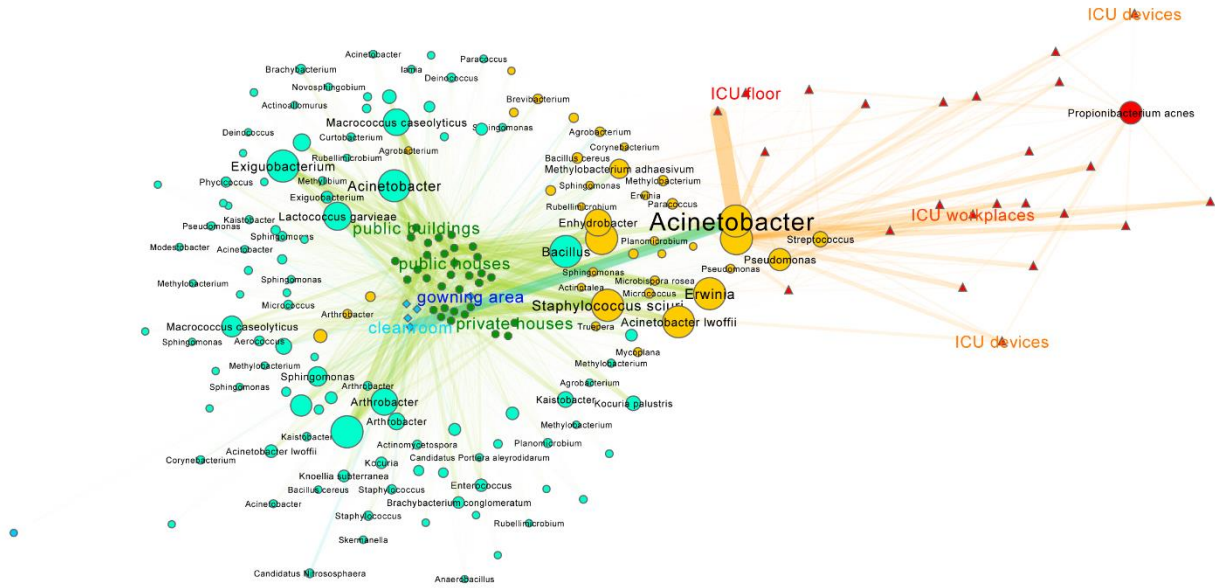 ICU devices
Acinetobacter
Paracoccus
Brachybacterium
Iamia
Deinococcus
Novosphingobium
ICU floor
Brevibacterium
Actinoallomurus
Propionibacterium acnes
Macrococcus caseolyticus
Sphingomonas
Deinococcus
Curtobacterium
Agrobacterium
Agrobacterium
Corynebacterium
Rubellimicrobium
Bacillus cereus
Exiguobacterium
Methylobacterium adhaesivum
Methylibium
Phycicoccus
Acinetobacter
Sphingomonas
Methylobacterium
Exiguobacterium
Erwinia
Paracoccus
Rubellimicrobium
Kaistobacter
Lactococcus garvieae
Enhydrobacter
Acinetobacter
ICU workplaces
Pseudomonas
public buildings
Sphingomonas
Planomicrobium
Streptococcus
Modestobacter
Acinetobacter
Bacillus
Pseudomonas
public houses
Pseudomonas
Sphingomonas
Methylobacterium
Sphingomonas
Microbispora rosea
Actinotalea
Micrococcus
Erwinia
gowning area
Micrococcus
Staphylococcus sciuri
Arthrobacter
Macrococcus caseolyticus
cleanroom
private houses
Truepera
Acinetobacter lwoffii
Sphingomonas
Aerococcus
ICU devices
Mycoplana
Methylobacterium
Methylobacterium
Sphingomonas
Sphingomonas
Arthrobacter
Agrobacterium
Arthrobacter
Kaistobacter
Kocuria palustris
Arthrobacter
Methylobacterium
Kaistobacter
Actinomycetospora
Planomicrobium
Acinetobacter lwoffii
Candidatus Portiera aleyrodidarum
Corynebacterium
Kocuria
Knoellia subterranea
Enterococcus
Bacillus cereus
Staphylococcus
Acinetobacter
Brachybacterium conglomeratum
Staphylococcus
Rubellimicrobium
Skermanella
Candidatus Nitrososphaera
Anaerobacillus